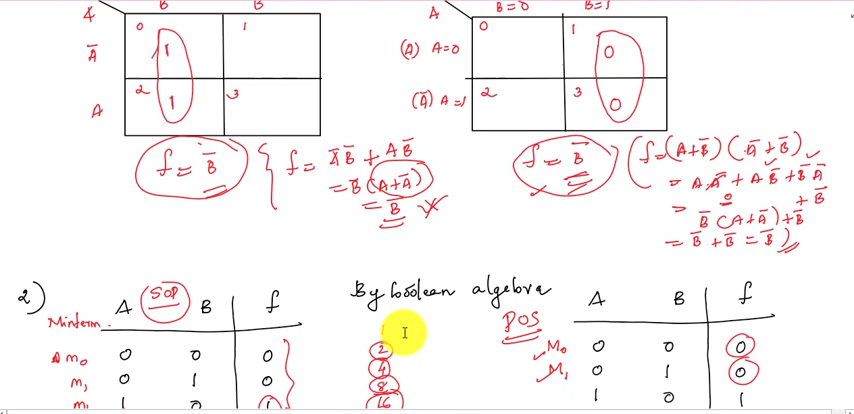 A B̄ B
A B=0 B=1
Ā 0 1 1
(A) A=0 0 1 0
A 2 1 3
(Ā) A=1 2 3 0
f = B̄
f = ĀB̄ + AB̄
= B̄(A+Ā)
= B̄
f = B̄
(f = (A+B̄)(Ā+B̄)
= A·Ā + AB̄ + B̄Ā
0 + B̄
= B̄(A+Ā) + B̄
= B̄ + B̄ = B̄)
2) By boolean algebra
SOP
A B f
POS
A B f
Minterm.
m₀ 0 0 0
2
M₀ 0 0 0
m₁ 0 1 0
4
M₁ 0 1 0
8
1 0 1
16
1 0 1